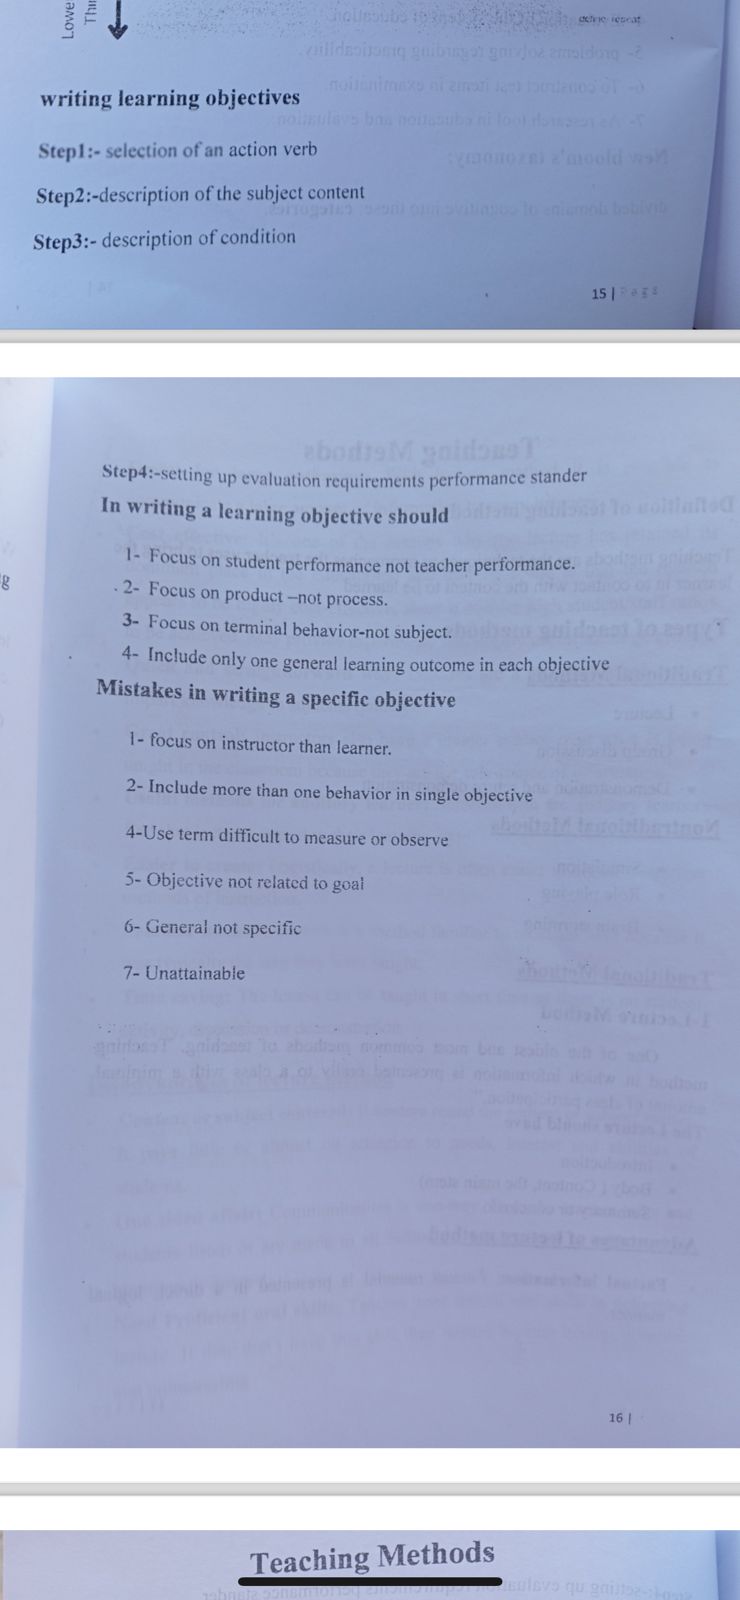 Lowe
Thi
define repeat
writing learning objectives
Step1:- selection of an action verb
Step2:-description of the subject content
Step3:- description of condition
15 | Page
Step4:-setting up evaluation requirements performance stander
In writing a learning objective should
1- Focus on student performance not teacher performance.
2- Focus on product –not process.
3- Focus on terminal behavior-not subject.
4- Include only one general learning outcome in each objective
Mistakes in writing a specific objective
1- focus on instructor than learner.
2- Include more than one behavior in single objective
4-Use term difficult to measure or observe
5- Objective not related to goal
6- General not specific
7- Unattainable
16 |
Teaching Methods